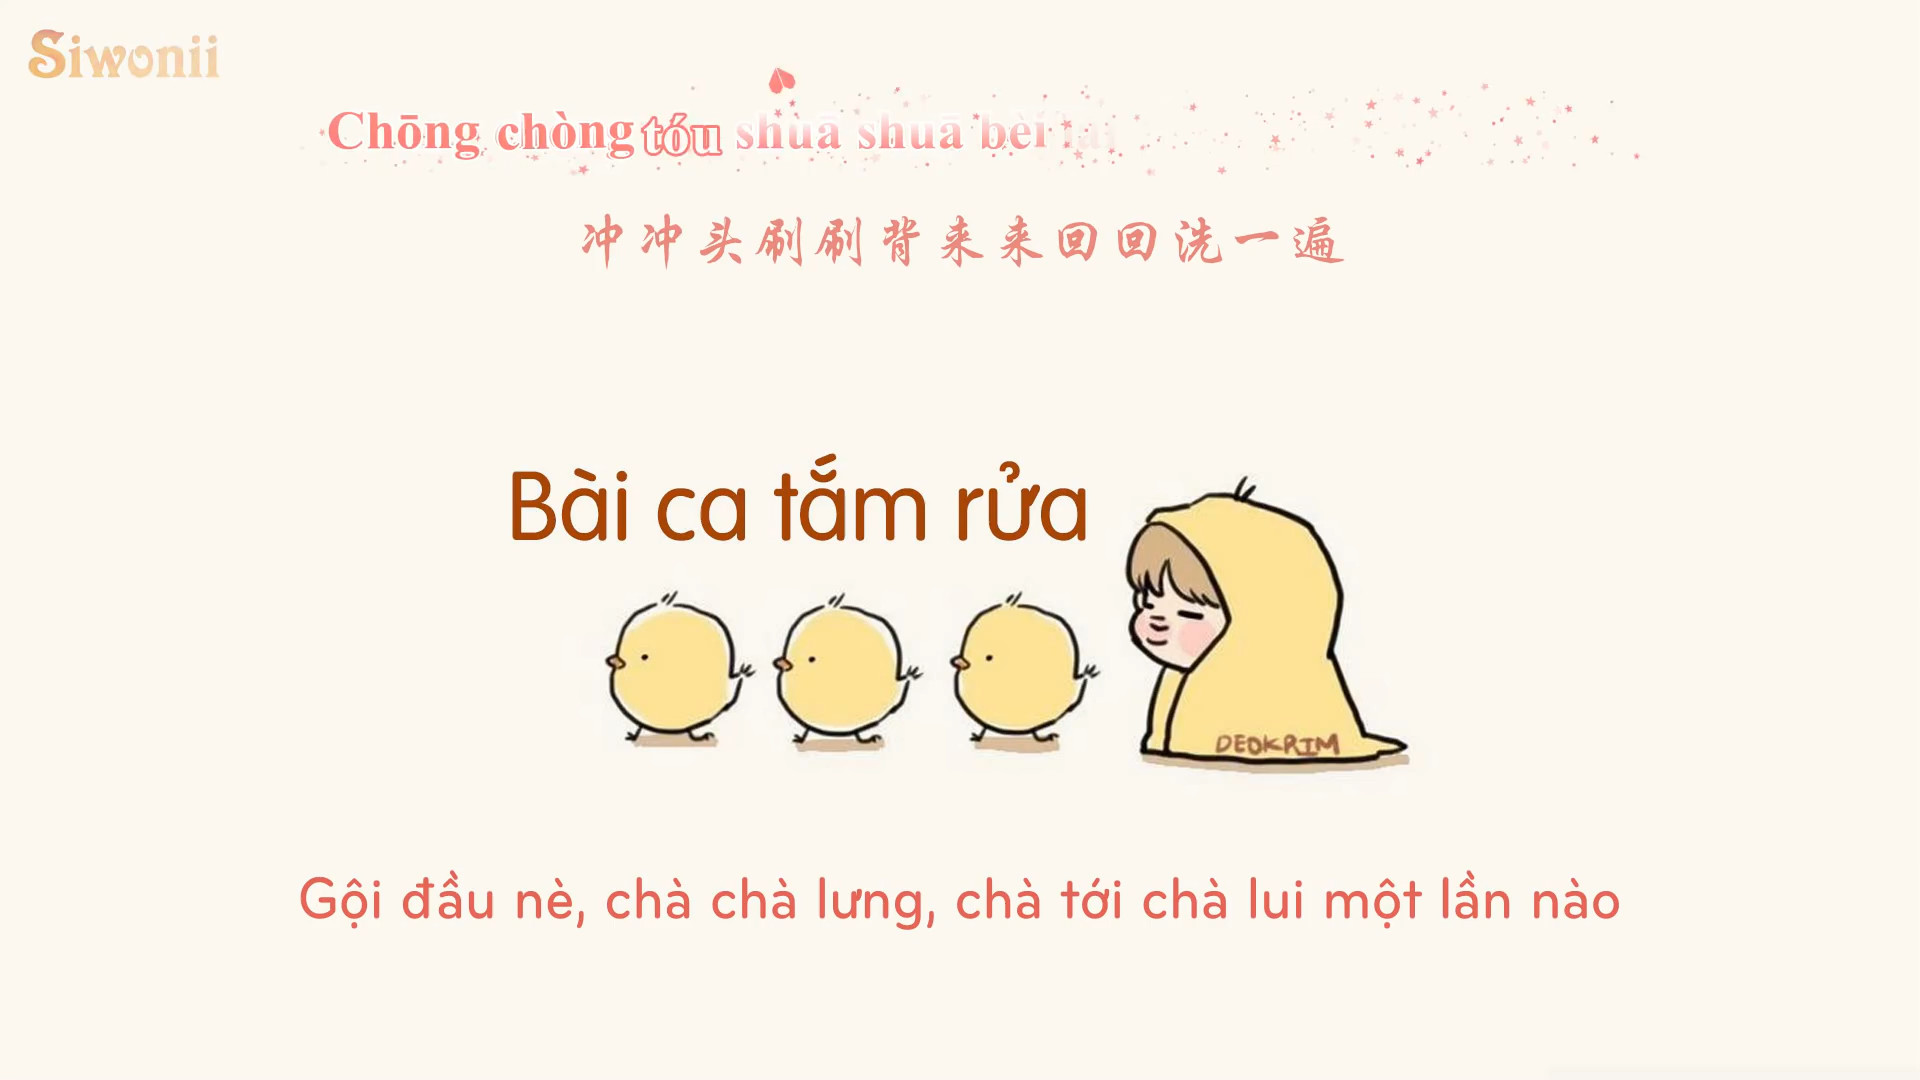 Siwonii
Chōng chòng tóu shuā shuā bèi lái
冲冲头刷刷背来来回回洗一遍
Bài ca tắm rửa
DEOKRIM
Gội đầu nè, chà chà lưng, chà tới chà lui một lần nào